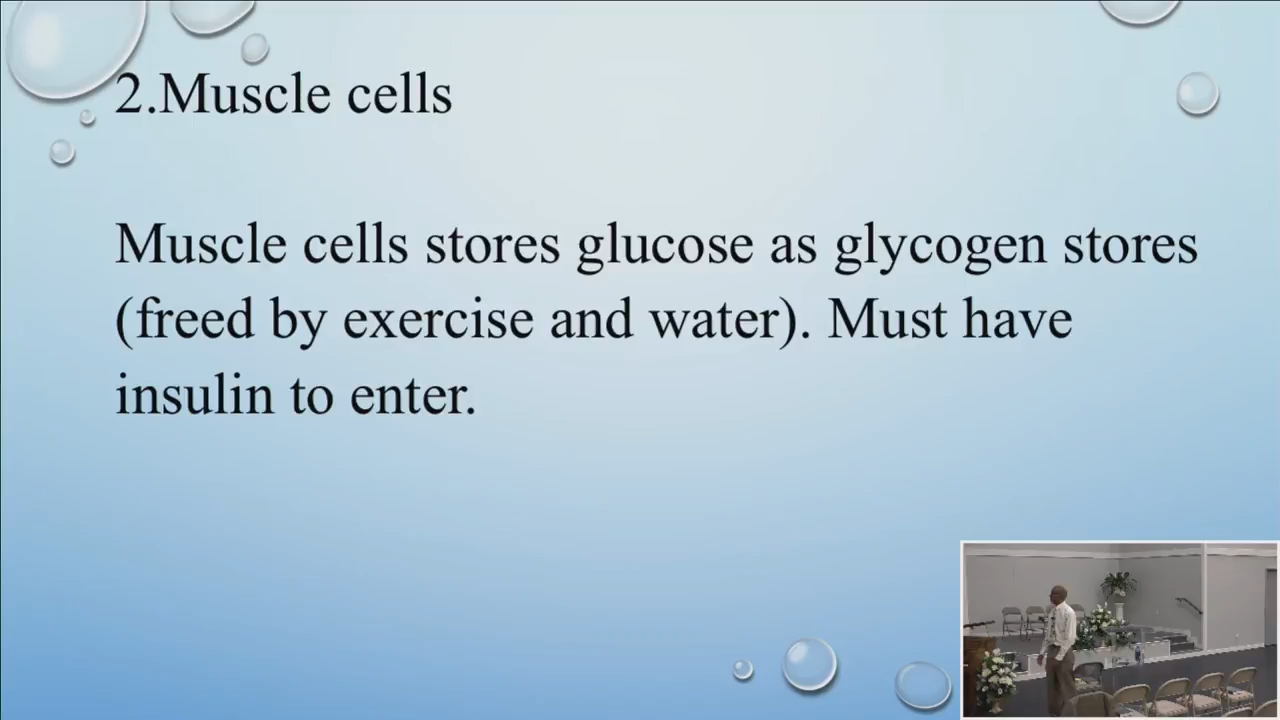 2.Muscle cells
Muscle cells stores glucose as glycogen stores
(freed by exercise and water). Must have
insulin to enter.